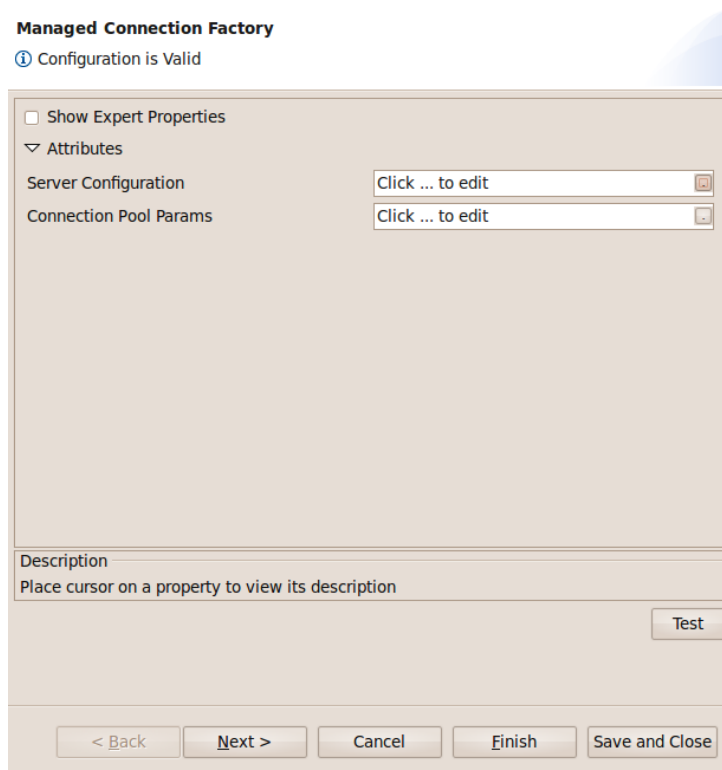 Managed Connection Factory
Configuration is Valid
Show Expert Properties
Attributes
Server Configuration Click ... to edit
Connection Pool Params Click ... to edit
Description
Place cursor on a property to view its description
Test
< Back Next > Cancel Finish Save and Close